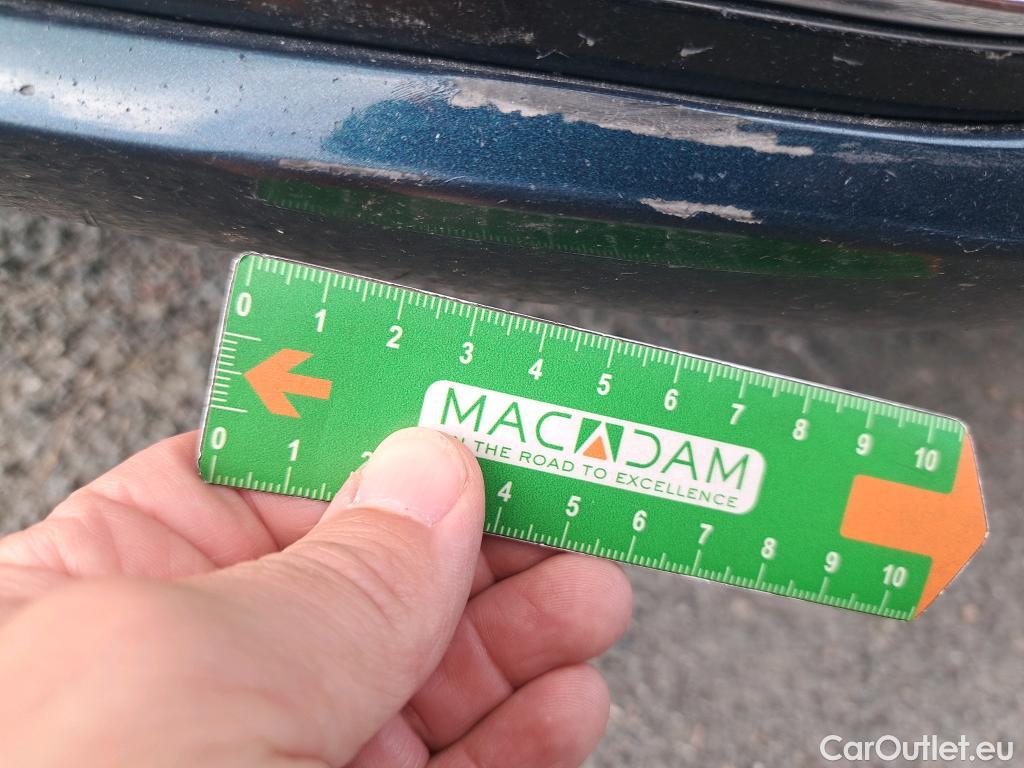 0 1 2 3 4 5 6 7 8 9 10
MACADAM
THE ROAD TO EXCELLENCE
0 1 2 4 5 6 7 8 9 10
CarOutlet.eu